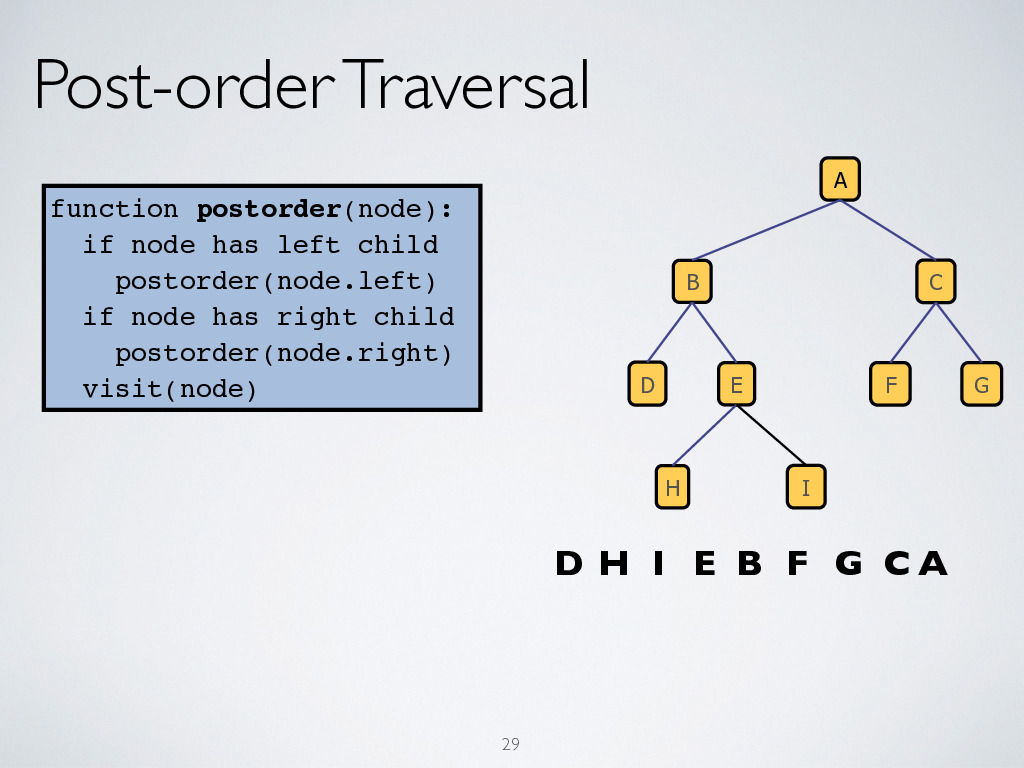 Post-order Traversal
function postorder(node):
  if node has left child
    postorder(node.left)
  if node has right child
    postorder(node.right)
  visit(node)
A
B C
D E F G
H I
D H I E B F G C A
29